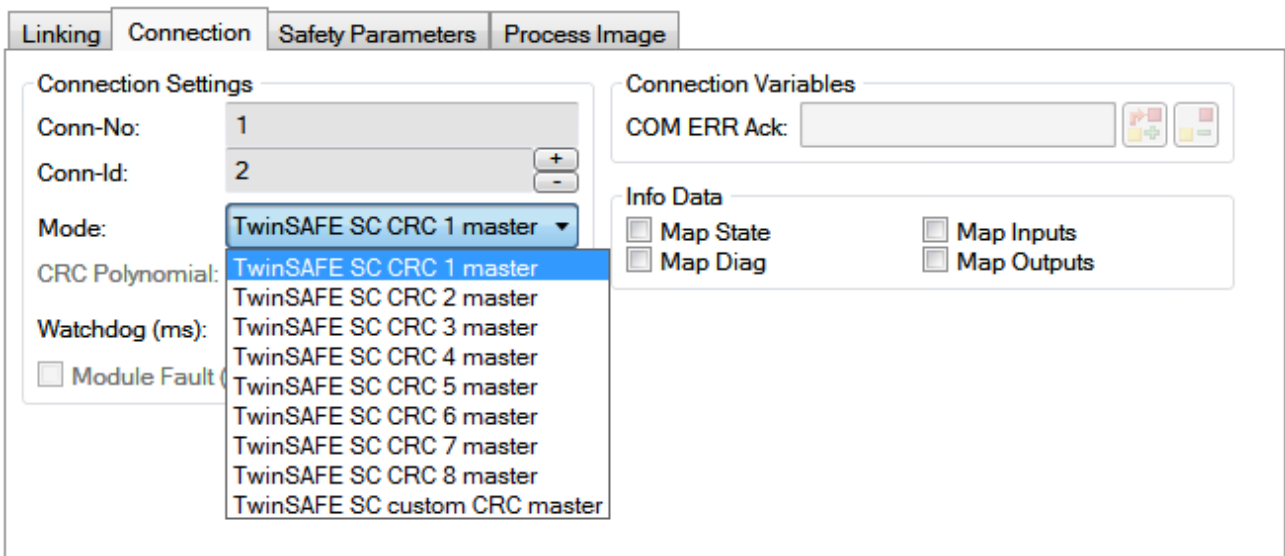 Linking Connection Safety Parameters Process Image
Connection Settings
Conn-No: 1
Conn-Id: 2
+
-
Mode: TwinSAFE SC CRC 1 master
CRC Polynomial:
Watchdog (ms):
Module Fault (
TwinSAFE SC CRC 1 master
TwinSAFE SC CRC 2 master
TwinSAFE SC CRC 3 master
TwinSAFE SC CRC 4 master
TwinSAFE SC CRC 5 master
TwinSAFE SC CRC 6 master
TwinSAFE SC CRC 7 master
TwinSAFE SC CRC 8 master
TwinSAFE SC custom CRC master
Connection Variables
COM ERR Ack:
Info Data
Map State Map Inputs
Map Diag Map Outputs